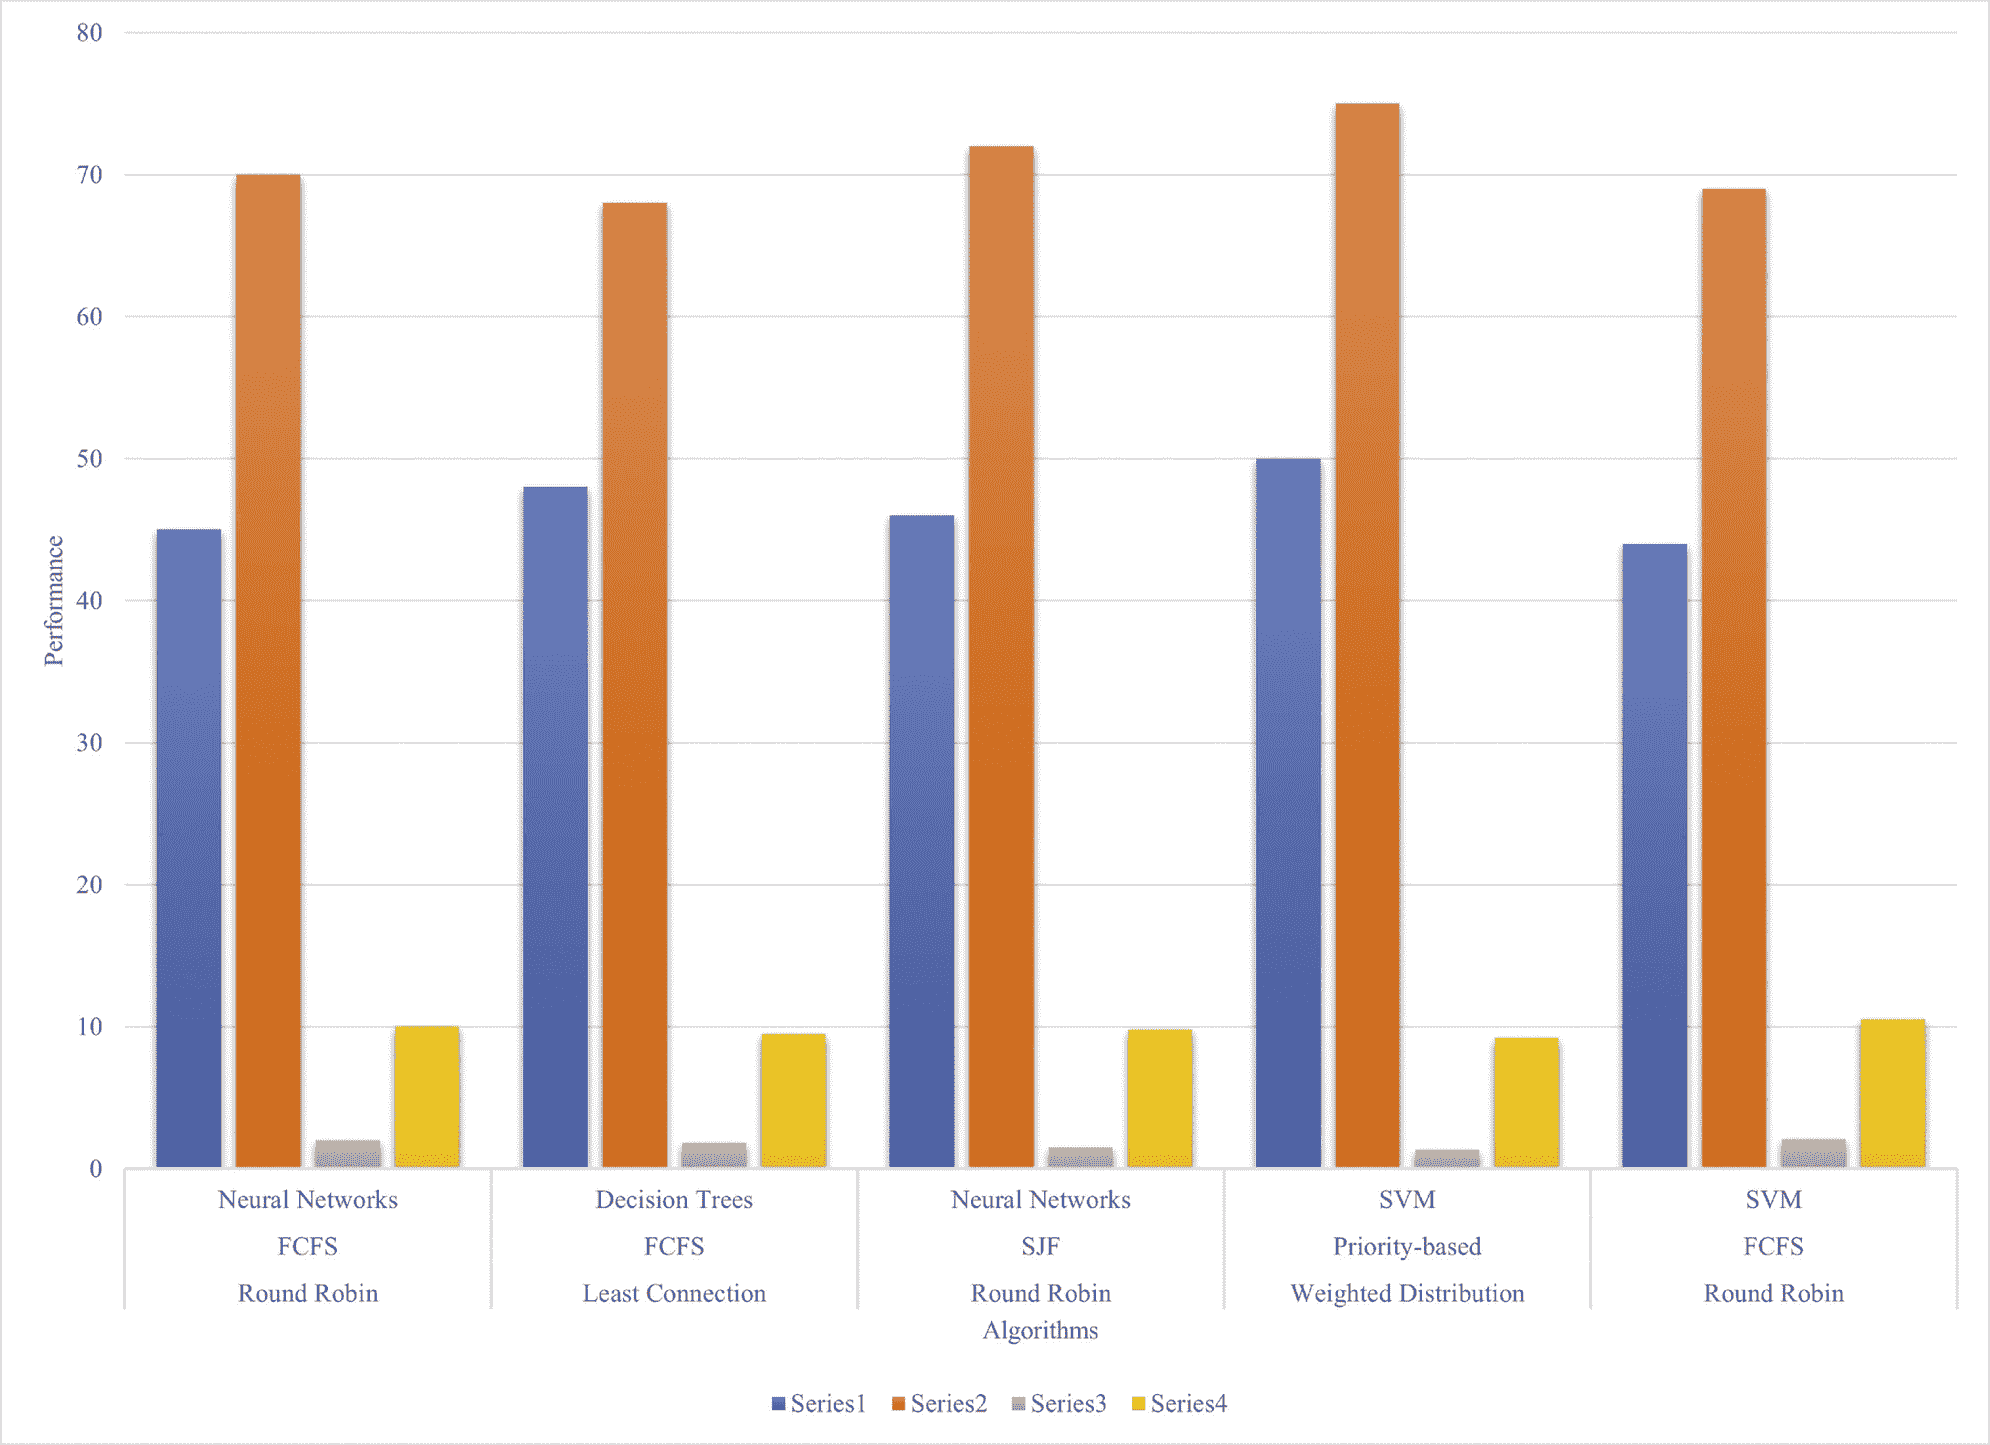 80
70
60
50
40
30
20
10
0
Performance
Neural Networks Decision Trees Neural Networks SVM SVM
FCFS FCFS SJF Priority-based FCFS
Round Robin Least Connection Round Robin Weighted Distribution Round Robin
Algorithms
Series1 Series2 Series3 Series4